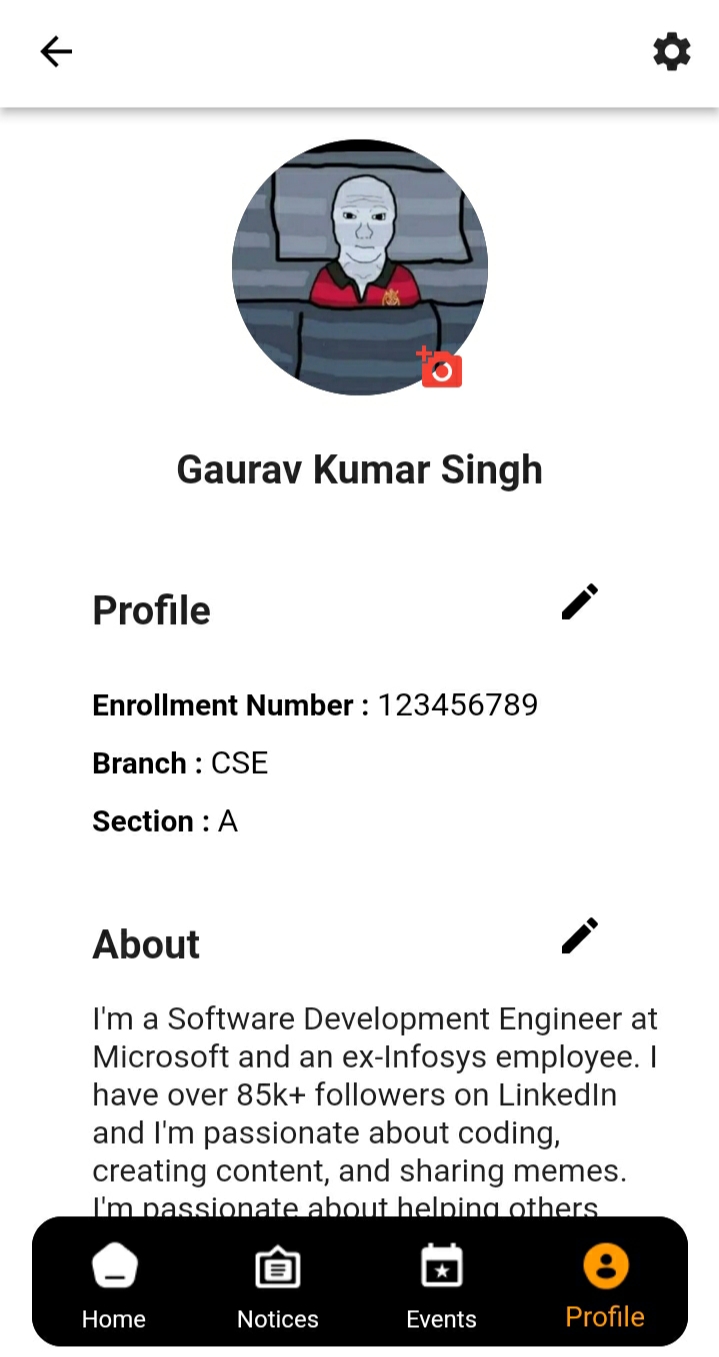 Gaurav Kumar Singh
Profile
Enrollment Number : 123456789
Branch : CSE
Section : A
About
I'm a Software Development Engineer at
Microsoft and an ex-Infosys employee. I
have over 85k+ followers on LinkedIn
and I'm passionate about coding,
creating content, and sharing memes.
I'm passionate about helping others
Home Notices Events Profile